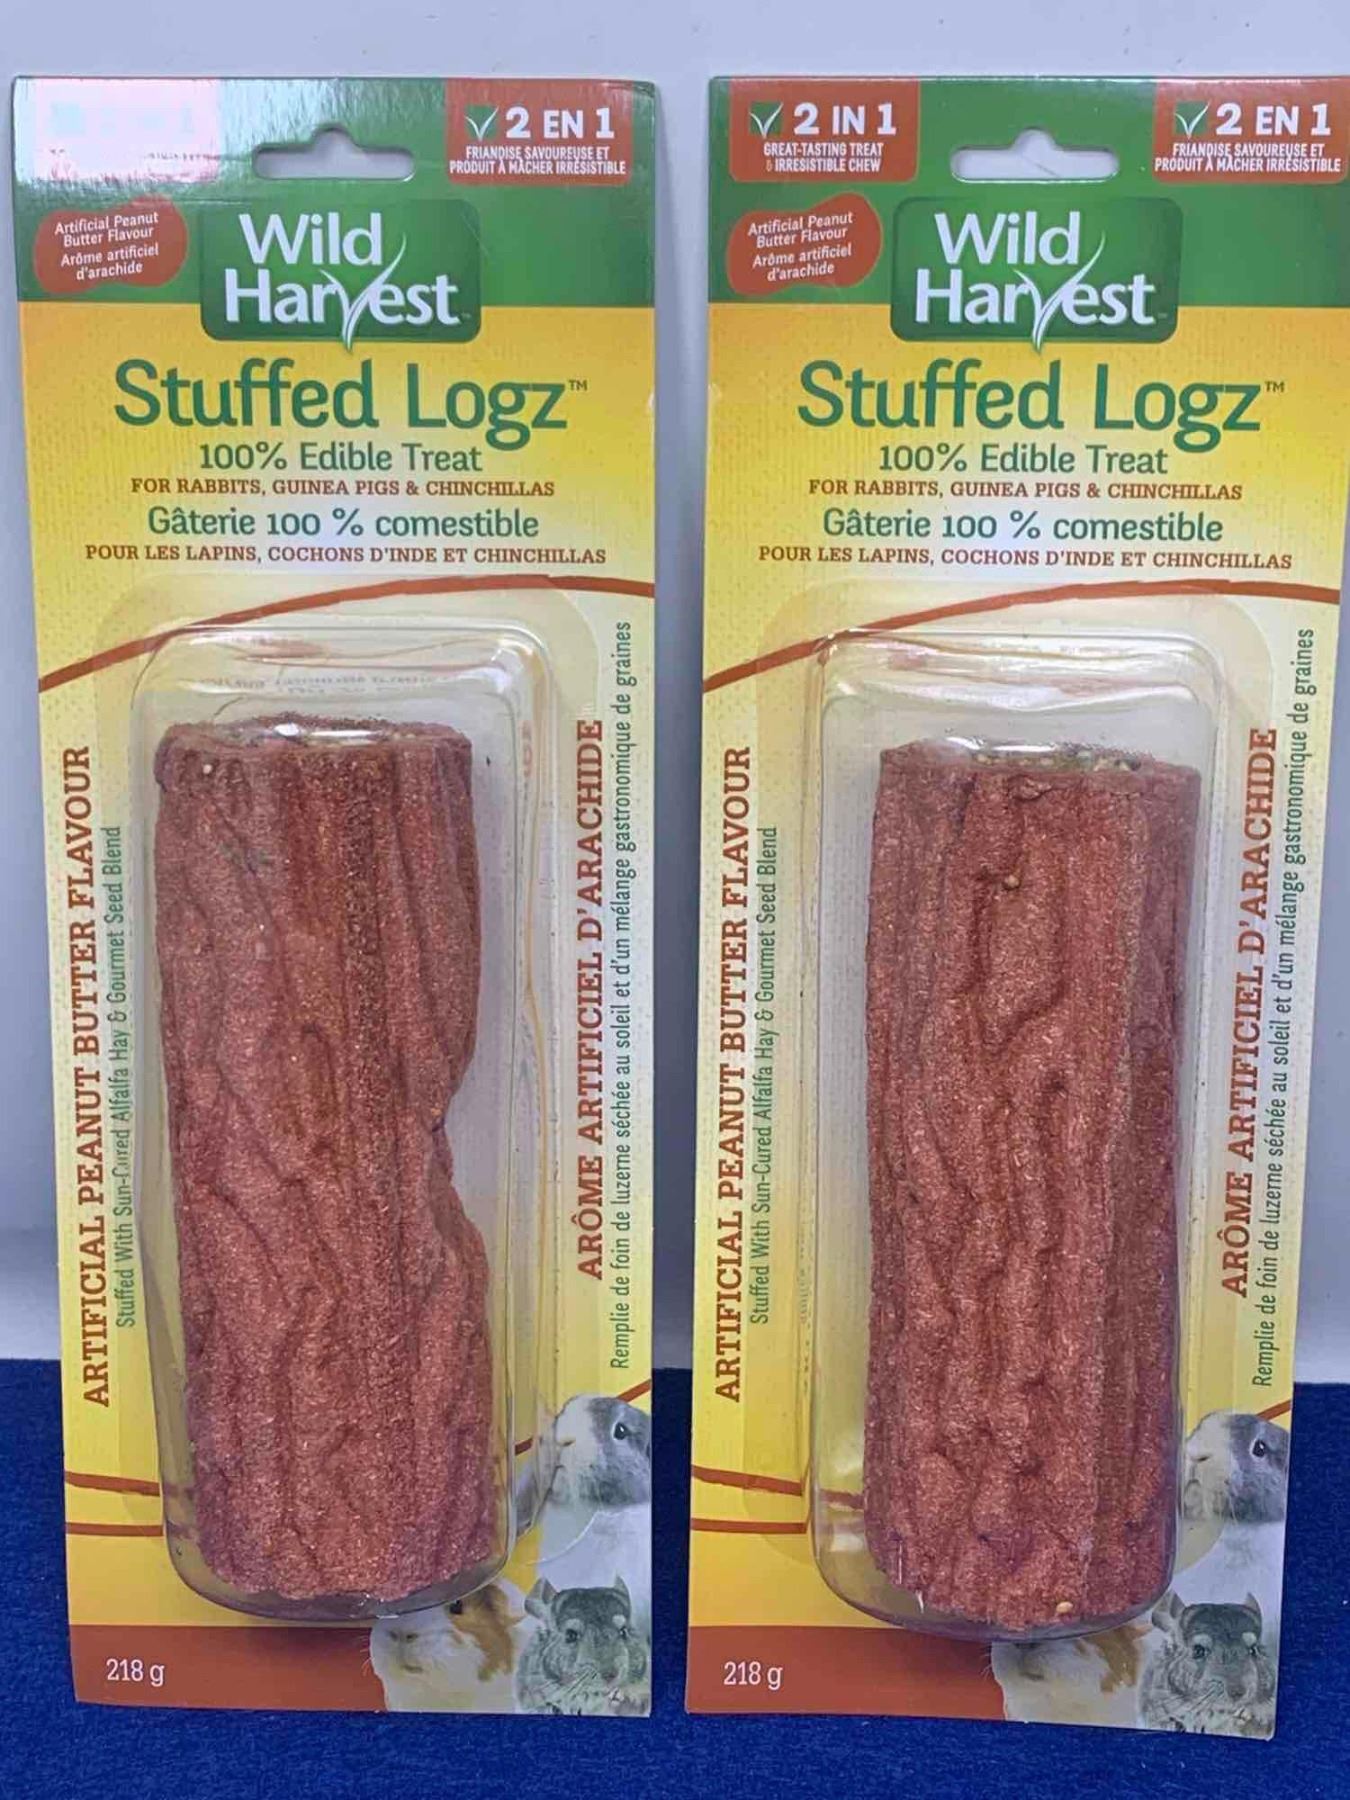 2 EN 1
FRIANDISE SAVOUREUSE ET
PRODUIT À MÂCHER IRRÉSISTIBLE
Artificial Peanut
Butter Flavour
Arôme artificiel
d'arachide
Wild
Harvest
Stuffed Logz™
100% Edible Treat
FOR RABBITS, GUINEA PIGS & CHINCHILLAS
Gâterie 100 % comestible
POUR LES LAPINS, COCHONS D'INDE ET CHINCHILLAS
ARTIFICIAL PEANUT BUTTER FLAVOUR
Stuffed With Sun-Cured Alfalfa Hay & Gourmet Seed Blend
ARÔME ARTIFICIEL D'ARACHIDE
Remplie de foin de luzerne séchée au soleil et d'un mélange gastronomique de graines
218 g
2 IN 1
GREAT-TASTING TREAT
& IRRESISTIBLE CHEW
2 EN 1
FRIANDISE SAVOUREUSE ET
PRODUIT À MÂCHER IRRÉSISTIBLE
Artificial Peanut
Butter Flavour
Arôme artificiel
d'arachide
Wild
Harvest™
Stuffed Logz™
100% Edible Treat
FOR RABBITS, GUINEA PIGS & CHINCHILLAS
Gâterie 100 % comestible
POUR LES LAPINS, COCHONS D'INDE ET CHINCHILLAS
ARTIFICIAL PEANUT BUTTER FLAVOUR
Stuffed With Sun-Cured Alfalfa Hay & Gourmet Seed Blend
ARÔME ARTIFICIEL D'ARACHIDE
Remplie de foin de luzerne séchée au soleil et d'un mélange gastronomique de graines
218 g